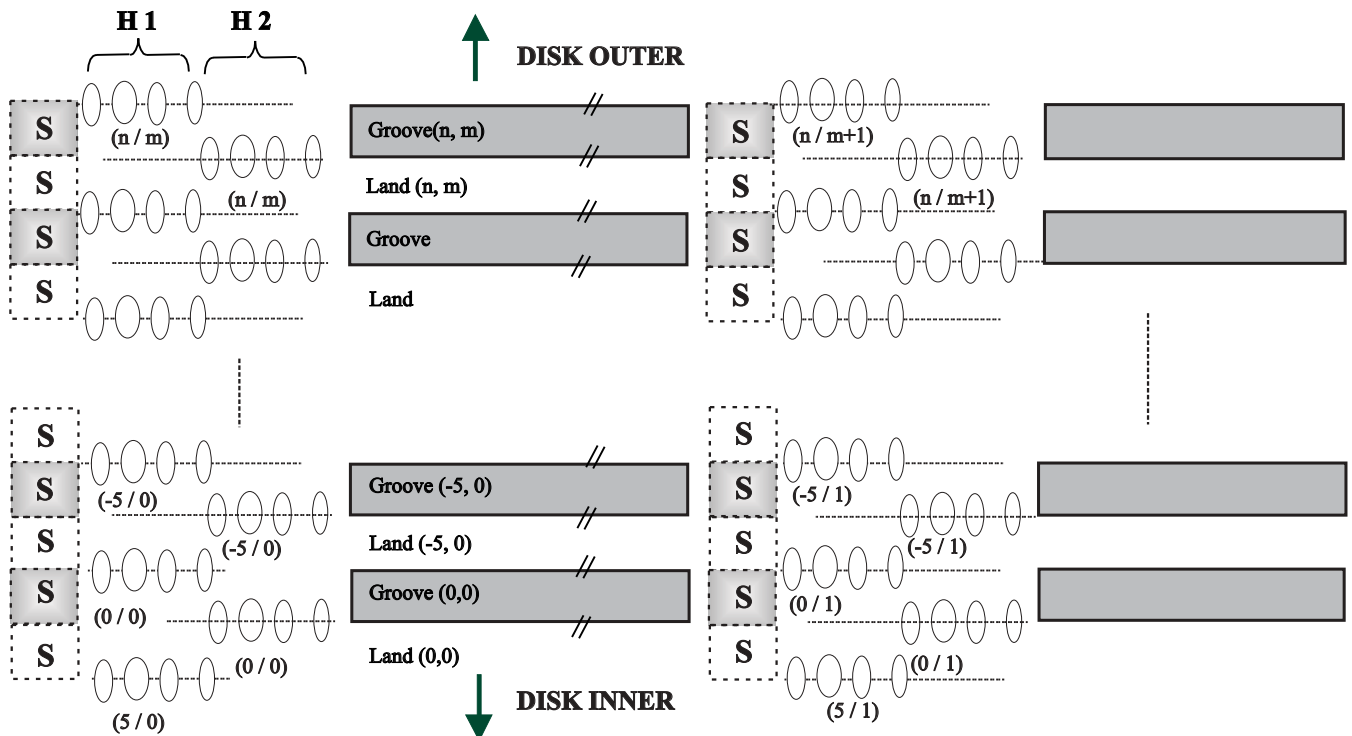 H 1
H 2
DISK OUTER
S
S
S
S
(n / m)
(n / m)
Groove(n, m)
Land (n, m)
Groove
Land
S
S
S
S
(n / m+1)
(n / m+1)
S
S
S
S
S
(-5 / 0)
(-5 / 0)
(0 / 0)
(0 / 0)
(5 / 0)
Groove (-5, 0)
Land (-5, 0)
Groove (0,0)
Land (0,0)
DISK INNER
S
S
S
S
S
(-5 / 1)
(-5 / 1)
(0 / 1)
(0 / 1)
(5 / 1)